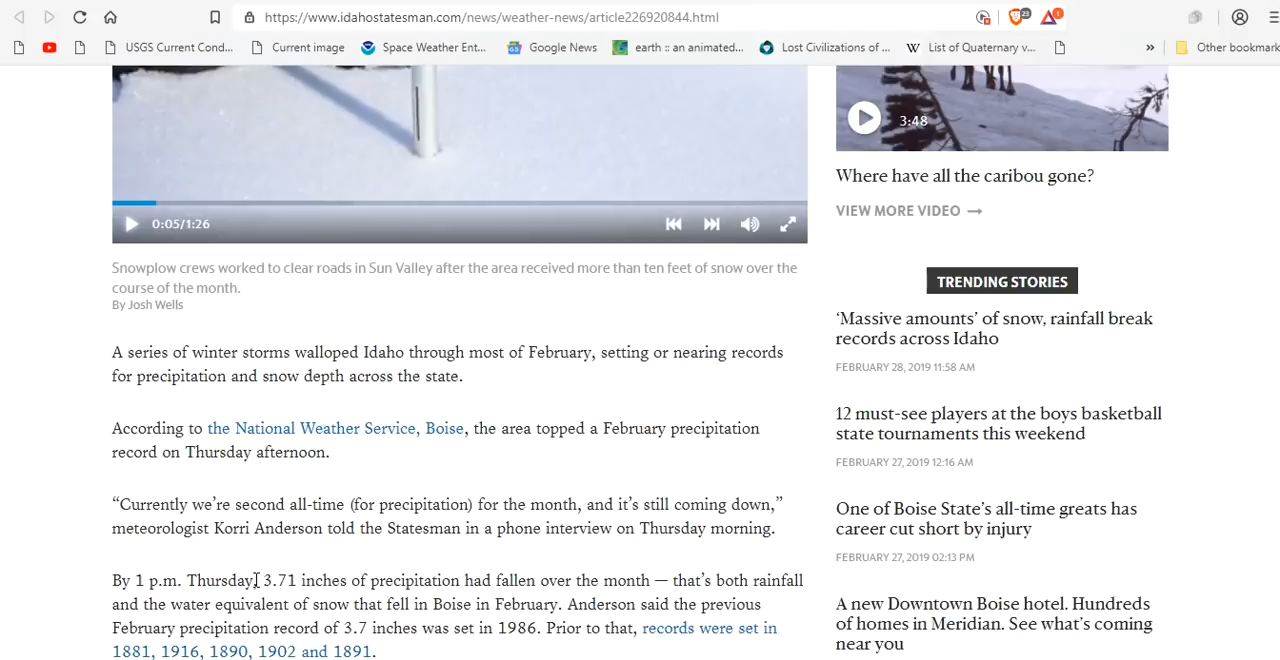 https://www.idahostatesman.com/news/weather-news/article226920844.html
23
1
USGS Current Cond...
Current image
Space Weather Ent...
Google News
earth :: an animated...
Lost Civilizations of ...
W List of Quaternary v...
»
Other bookmark
3:48
Where have all the caribou gone?
VIEW MORE VIDEO →
0:05/1:26
Snowplow crews worked to clear roads in Sun Valley after the area received more than ten feet of snow over the
course of the month.
By Josh Wells
A series of winter storms walloped Idaho through most of February, setting or nearing records
for precipitation and snow depth across the state.
According to the National Weather Service, Boise, the area topped a February precipitation
record on Thursday afternoon.
“Currently we’re second all-time (for precipitation) for the month, and it’s still coming down,”
meteorologist Korri Anderson told the Statesman in a phone interview on Thursday morning.
By 1 p.m. Thursday, 3.71 inches of precipitation had fallen over the month — that’s both rainfall
and the water equivalent of snow that fell in Boise in February. Anderson said the previous
February precipitation record of 3.7 inches was set in 1986. Prior to that, records were set in
1881, 1916, 1890, 1902 and 1891.
TRENDING STORIES
‘Massive amounts’ of snow, rainfall break
records across Idaho
FEBRUARY 28, 2019 11:58 AM
12 must-see players at the boys basketball
state tournaments this weekend
FEBRUARY 27, 2019 12:16 AM
One of Boise State’s all-time greats has
career cut short by injury
FEBRUARY 27, 2019 02:13 PM
A new Downtown Boise hotel. Hundreds
of homes in Meridian. See what’s coming
near you